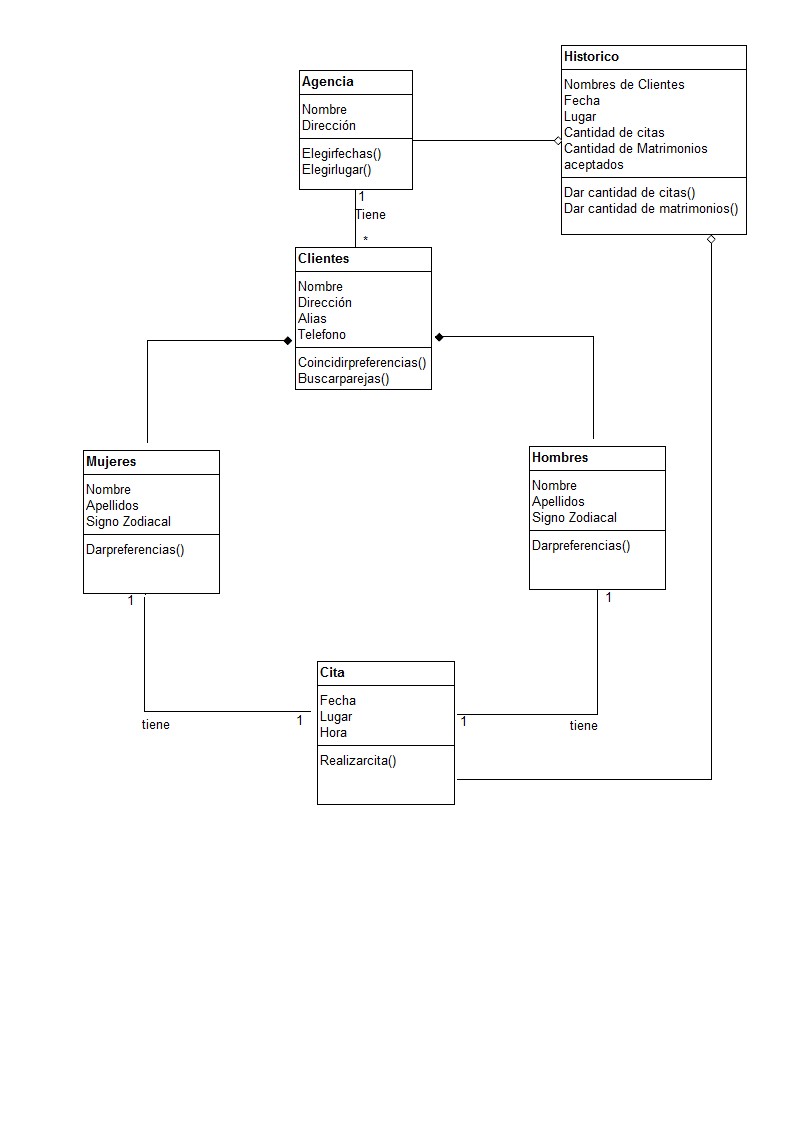 Historico
Nombres de Clientes
Fecha
Lugar
Cantidad de citas
Cantidad de Matrimonios
aceptados
Dar cantidad de citas()
Dar cantidad de matrimonios()
Agencia
Nombre
Dirección
Elegirfechas()
Elegirlugar()
1
Tiene
*
Clientes
Nombre
Dirección
Alias
Telefono
Coincidirpreferencias()
Buscarparejas()
Mujeres
Nombre
Apellidos
Signo Zodiacal
Darpreferencias()
1
Hombres
Nombre
Apellidos
Signo Zodiacal
Darpreferencias()
1
tiene
1
Cita
Fecha
Lugar
Hora
Realizarcita()
1
tiene